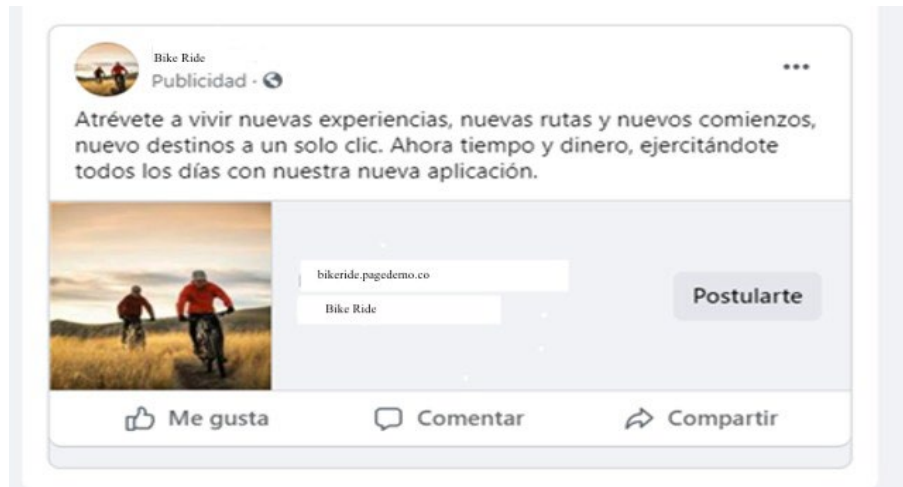 Bike Ride
Publicidad ·
Atrévete a vivir nuevas experiencias, nuevas rutas y nuevos comienzos,
nuevo destinos a un solo clic. Ahora tiempo y dinero, ejercitándote
todos los días con nuestra nueva aplicación.
bikeride.pagedemo.co
Bike Ride
Postularte
Me gusta
Comentar
Compartir